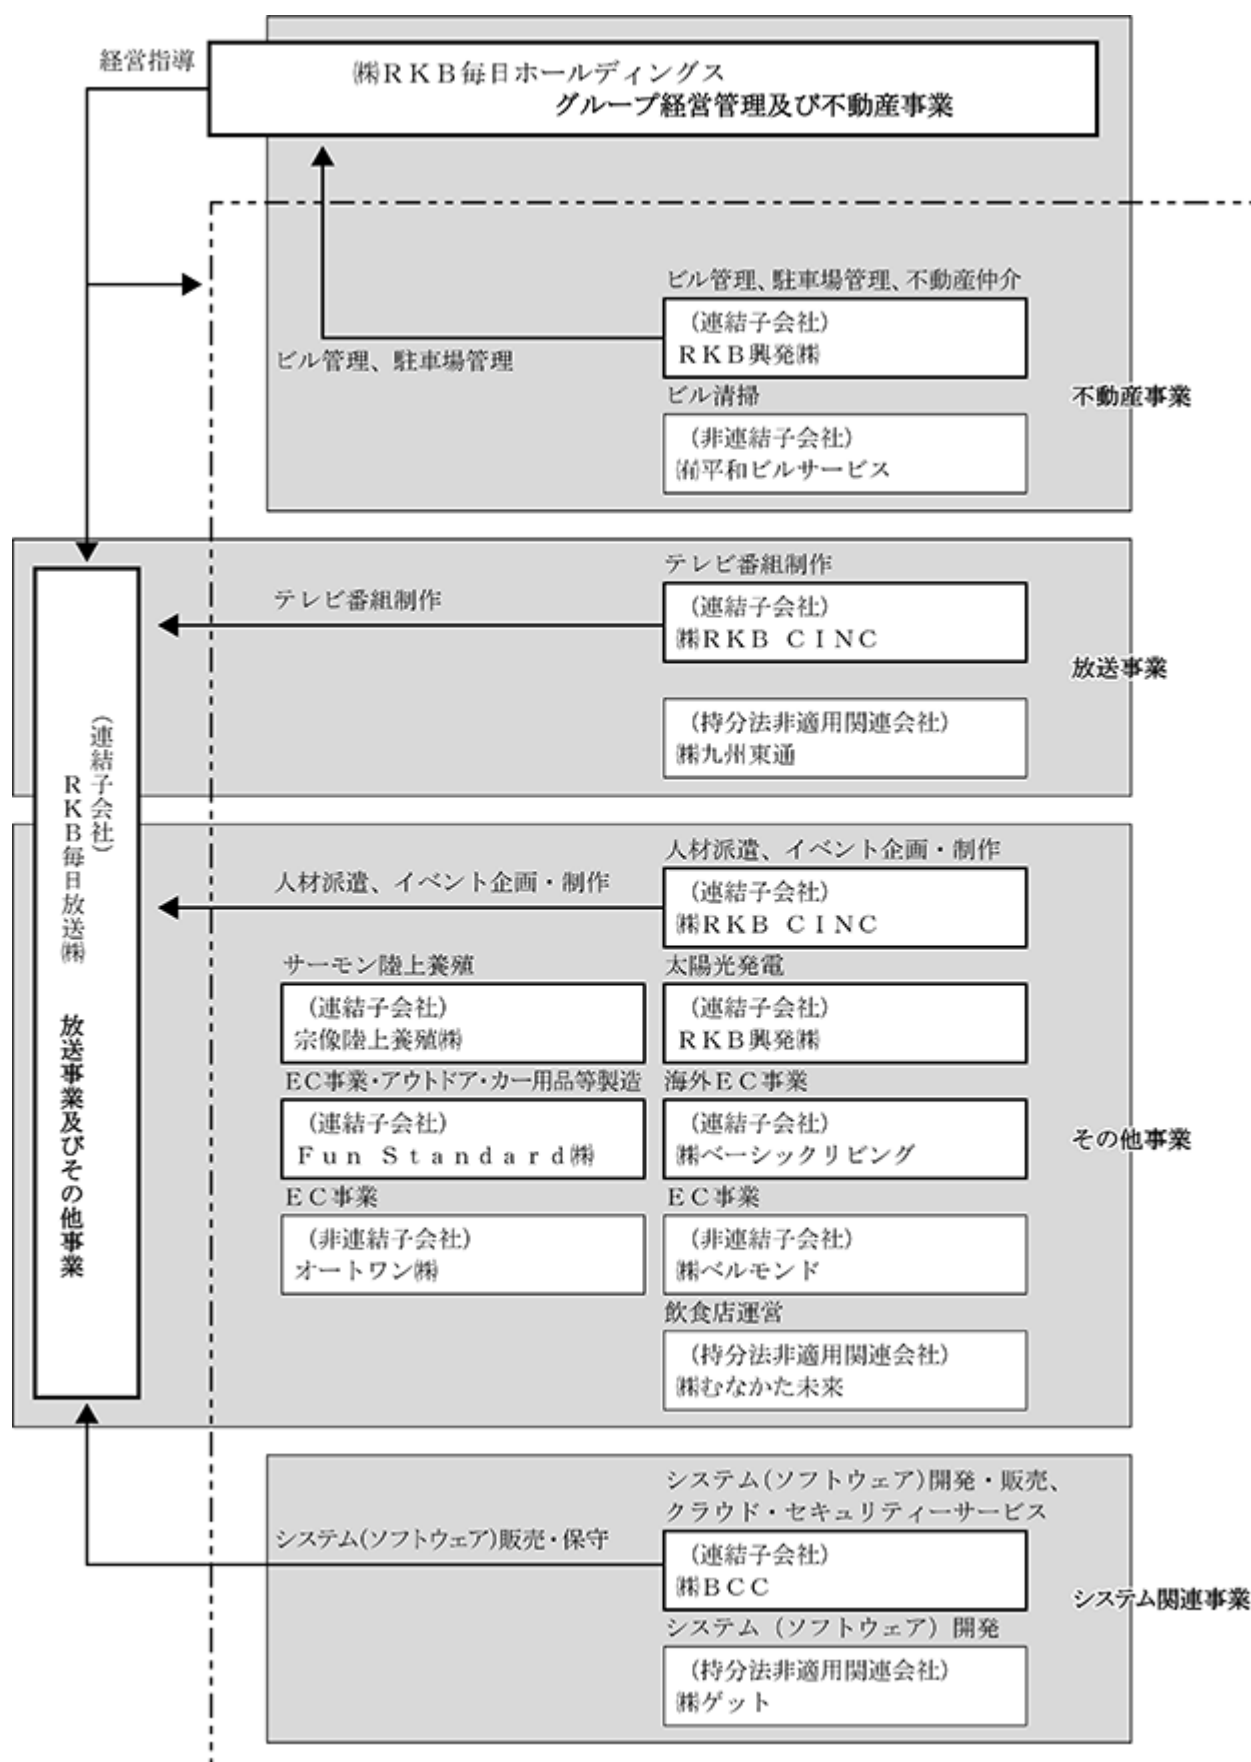 経営指導
㈱ＲＫＢ毎日ホールディングス
グループ経営管理及び不動産事業
ビル管理、駐車場管理、不動産仲介
（連結子会社）
ＲＫＢ興発㈱
ビル管理、駐車場管理
ビル清掃
不動産事業
（非連結子会社）
㈲平和ビルサービス
テレビ番組制作
テレビ番組制作
（連結子会社）
㈱ＲＫＢ ＣＩＮＣ
放送事業
（持分法非適用関連会社）
㈱九州東通
（連結子会社）
ＲＫＢ毎日放送㈱ 放送事業及びその他事業
人材派遣、イベント企画・制作
人材派遣、イベント企画・制作
（連結子会社）
㈱ＲＫＢ ＣＩＮＣ
サーモン陸上養殖
（連結子会社）
宗像陸上養殖㈱
太陽光発電
（連結子会社）
ＲＫＢ興発㈱
ＥＣ事業・アウトドア・カー用品等製造
（連結子会社）
Ｆｕｎ Ｓｔａｎｄａｒｄ㈱
海外ＥＣ事業
（連結子会社）
㈱ベーシックリビング
その他事業
ＥＣ事業
（非連結子会社）
オートワン㈱
ＥＣ事業
（非連結子会社）
㈱ベルモンド
飲食店運営
（持分法非適用関連会社）
㈱むなかた未来
システム(ソフトウェア)開発・販売、
クラウド・セキュリティーサービス
システム(ソフトウェア)販売・保守
（連結子会社）
㈱ＢＣＣ
システム関連事業
システム（ソフトウェア）開発
（持分法非適用関連会社）
㈱ゲット